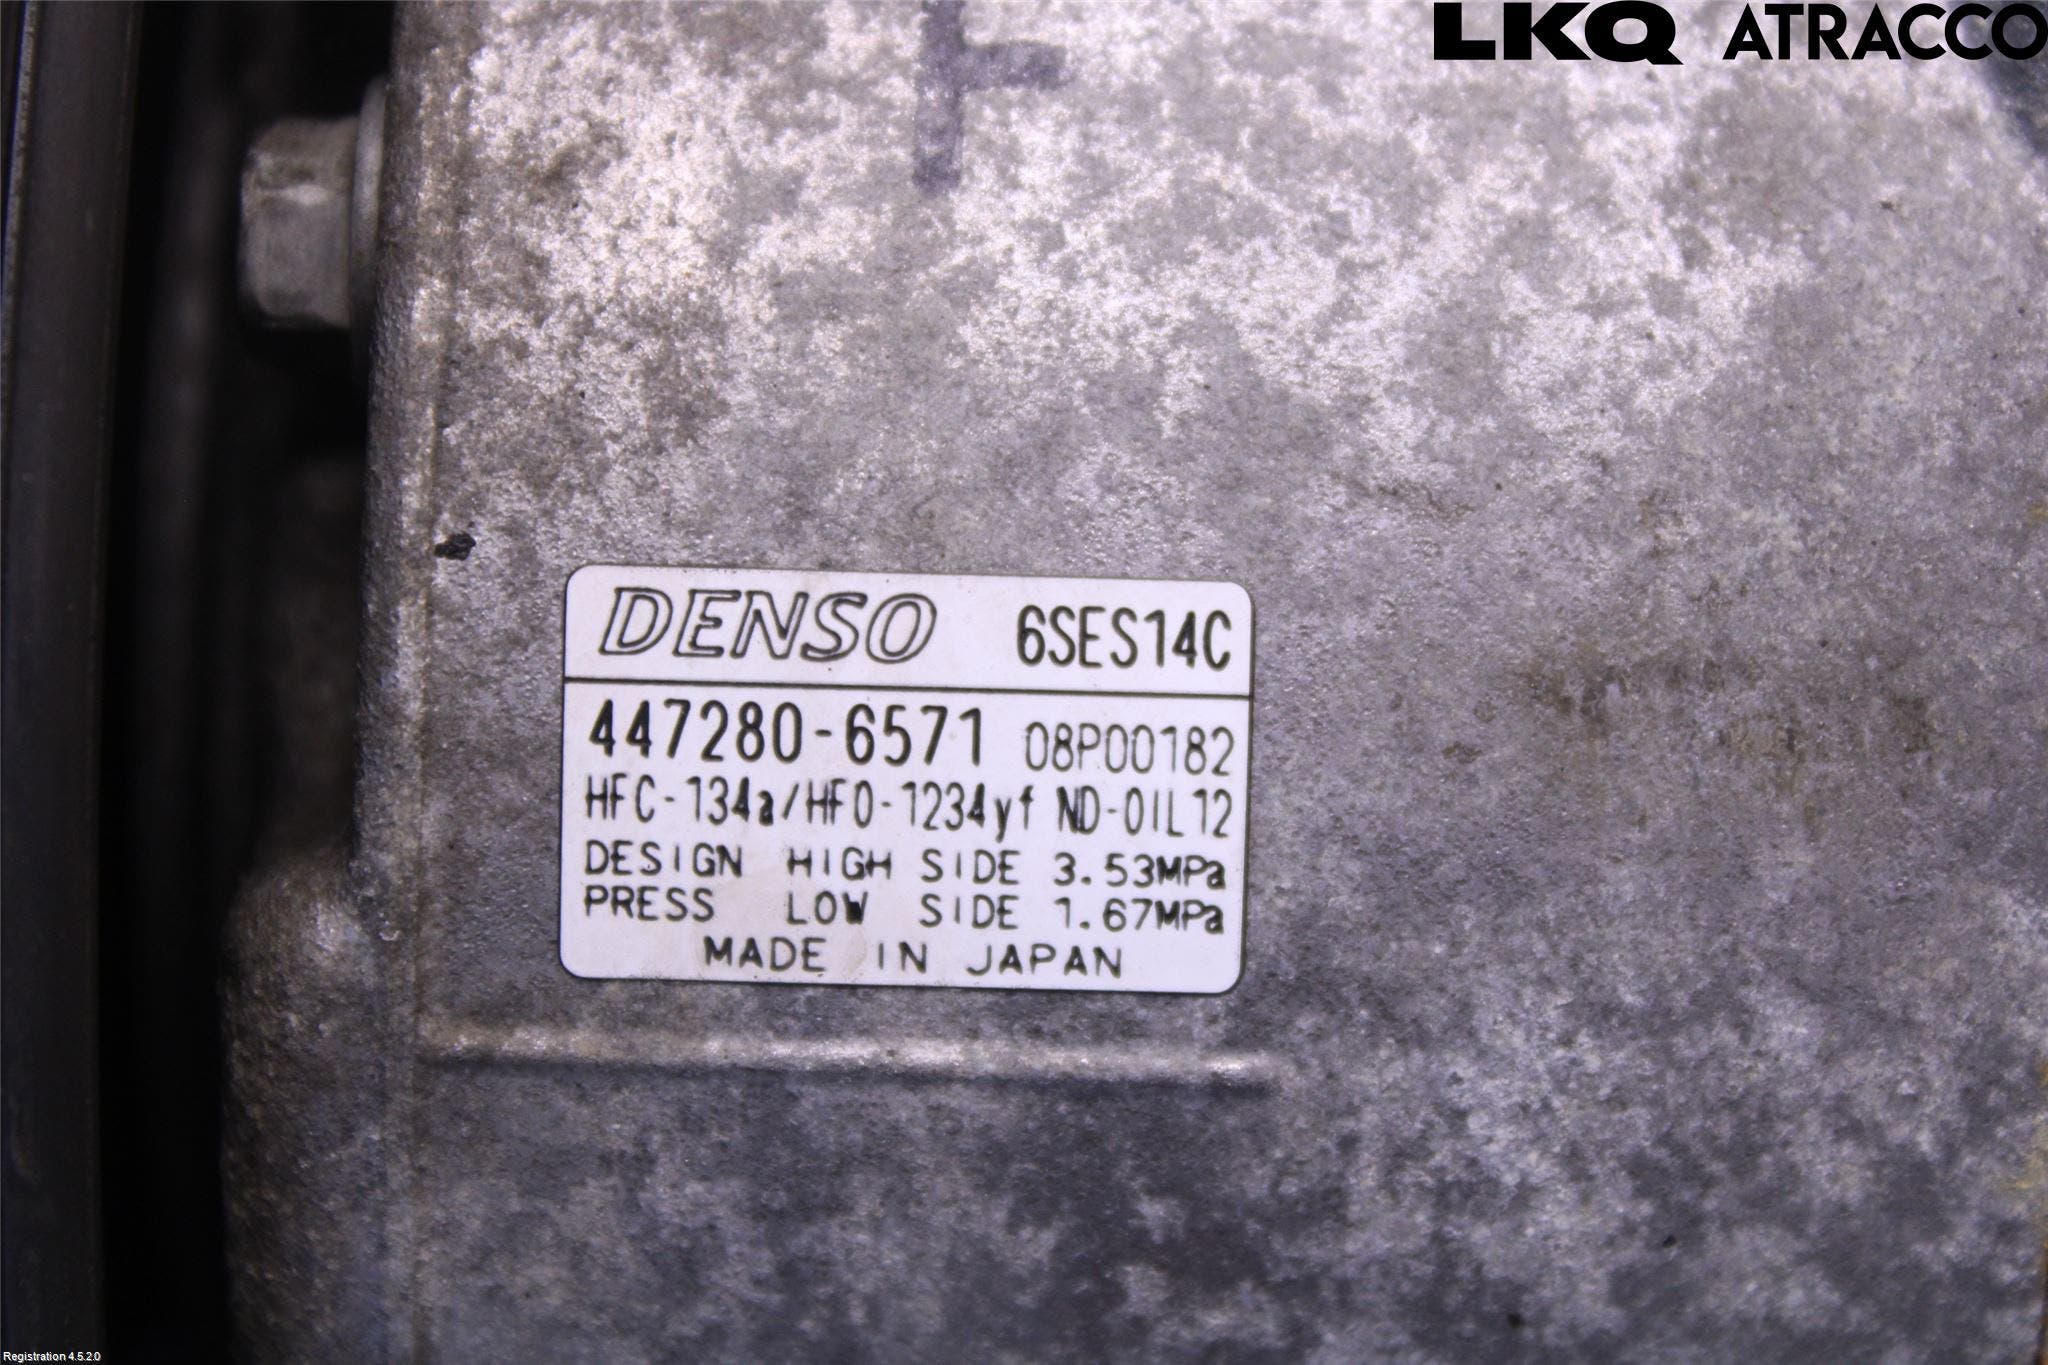 LKQ ATRACCO
F
DENSO 6SES14C
447280-6571 08P00182
HFC-134a/HFO-1234yf ND-OIL12
DESIGN HIGH SIDE 3.53MPa
PRESS LOW SIDE 1.67MPa
MADE IN JAPAN
Registration 4.5.2.0